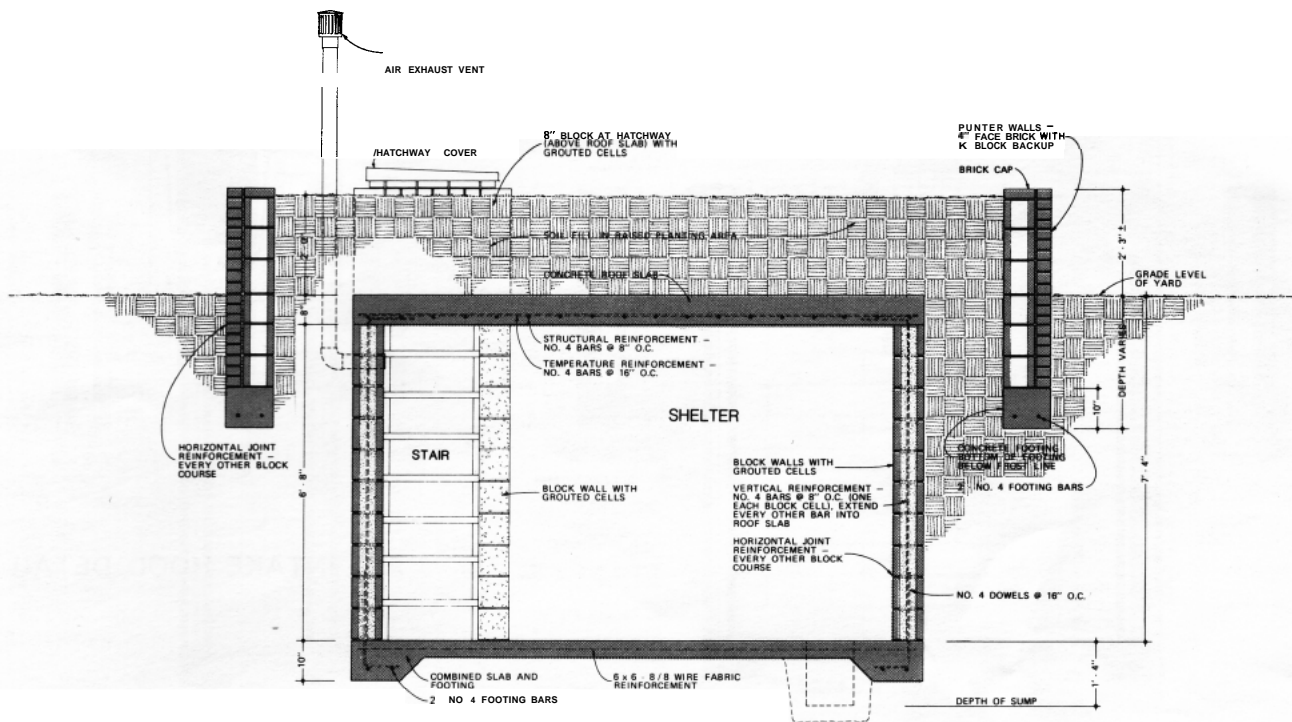 AIR EXHAUST VENT
8" BLOCK AT HATCHWAY
(ABOVE ROOF SLAB) WITH
GROUTED CELLS
/HATCHWAY COVER
PUNTER WALLS –
4" FACE BRICK WITH
K BLOCK BACKUP
BRICK CAP
SOIL FILL IN RAISED PLANTING AREA
CONCRETE ROOF SLAB
GRADE LEVEL
OF YARD
2'-0"
8"
6'-8"
10"
2'-3" ±
DEPTH VARIES
10"
7'-4"
1'-4"
STRUCTURAL REINFORCEMENT –
NO. 4 BARS @ 8" O.C.
TEMPERATURE REINFORCEMENT –
NO. 4 BARS @ 16" O.C.
SHELTER
STAIR
HORIZONTAL JOINT
REINFORCEMENT –
EVERY OTHER BLOCK
COURSE
BLOCK WALL WITH
GROUTED CELLS
BLOCK WALLS WITH
GROUTED CELLS
VERTICAL REINFORCEMENT –
NO. 4 BARS @ 8" O.C. (ONE
EACH BLOCK CELL), EXTEND
EVERY OTHER BAR INTO
ROOF SLAB
HORIZONTAL JOINT
REINFORCEMENT –
EVERY OTHER BLOCK
COURSE
CONCRETE FOOTING
BOTTOM OF FOOTING
BELOW FROST LINE
2 NO. 4 FOOTING BARS
NO. 4 DOWELS @ 16" O.C.
COMBINED SLAB AND
FOOTING
2 NO 4 FOOTING BARS
6 x 6 - 8/8 WIRE FABRIC
REINFORCEMENT
DEPTH OF SUMP